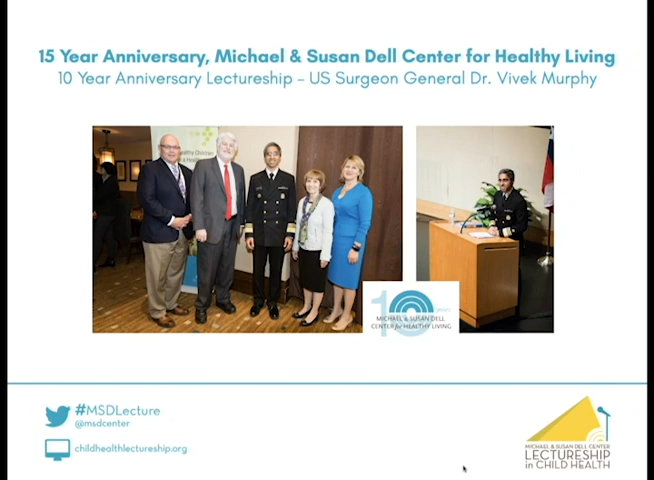 15 Year Anniversary, Michael & Susan Dell Center for Healthy Living
10 Year Anniversary Lectureship – US Surgeon General Dr. Vivek Murphy
10
MICHAEL & SUSAN DELL
CENTER for HEALTHY LIVING
#MSDLecture
@msdcenter
childhealthlectureship.org
MICHAEL & SUSAN DELL CENTER
LECTURESHIP
in CHILD HEALTH